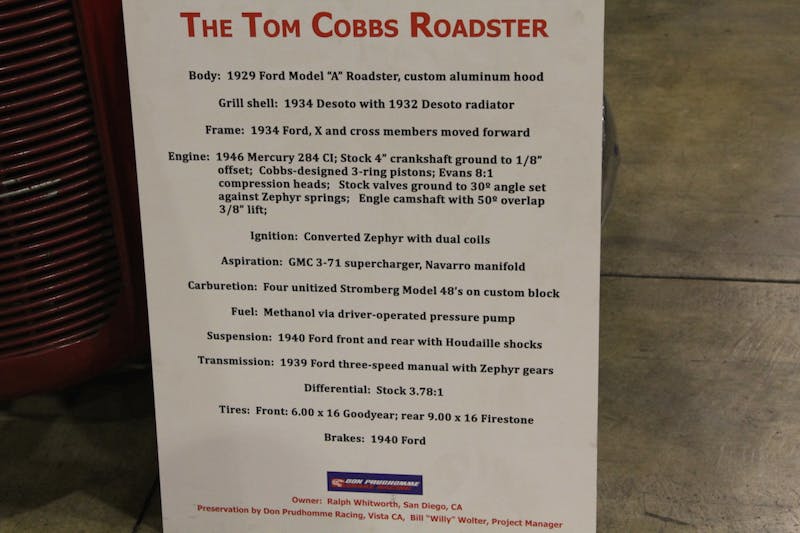 THE TOM COBBS ROADSTER
Body: 1929 Ford Model "A" Roadster, custom aluminum hood
Grill shell: 1934 Desoto with 1932 Desoto radiator
Frame: 1934 Ford, X and cross members moved forward
Engine: 1946 Mercury 284 CI; Stock 4" crankshaft ground to 1/8"
offset; Cobbs-designed 3-ring pistons; Evans 8:1
compression heads; Stock valves ground to 30º angle set
against Zephyr springs; Engle camshaft with 50º overlap
3/8" lift;
Ignition: Converted Zephyr with dual coils
Aspiration: GMC 3-71 supercharger, Navarro manifold
Carburetion: Four unitized Stromberg Model 48's on custom block
Fuel: Methanol via driver-operated pressure pump
Suspension: 1940 Ford front and rear with Houdaille shocks
Transmission: 1939 Ford three-speed manual with Zephyr gears
Differential: Stock 3.78:1
Tires: Front: 6.00 x 16 Goodyear; rear 9.00 x 16 Firestone
Brakes: 1940 Ford
DON PRUDHOMME
Owner: Ralph Whitworth, San Diego, CA
Preservation by Don Prudhomme Racing, Vista CA, Bill "Willy" Wolter, Project Manager